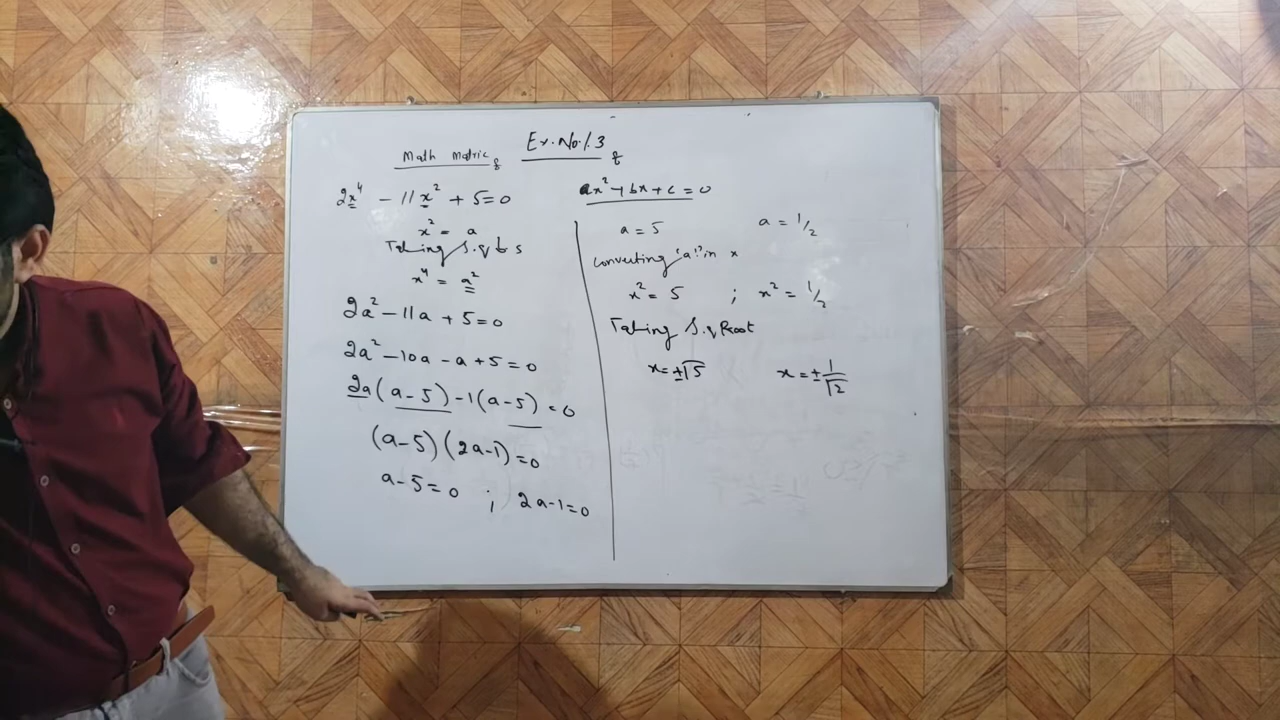 Ex.No1.3
Math Matric
2x⁴ - 11x² + 5=0
x² = a
Taking S.q b s
x⁴ = a²
2a² - 11a + 5=0
2a² - 10a - a + 5 = 0
2a(a-5) -1(a-5) = 0
(a-5)(2a-1)=0
a-5=0 ; 2a-1=0
ax² + bx + c = 0
a = 5 a = 1/2
Converting 'a' in x
x² = 5 ; x² = 1/2
Taking S.q Root
x=±√5 x=±1/√2